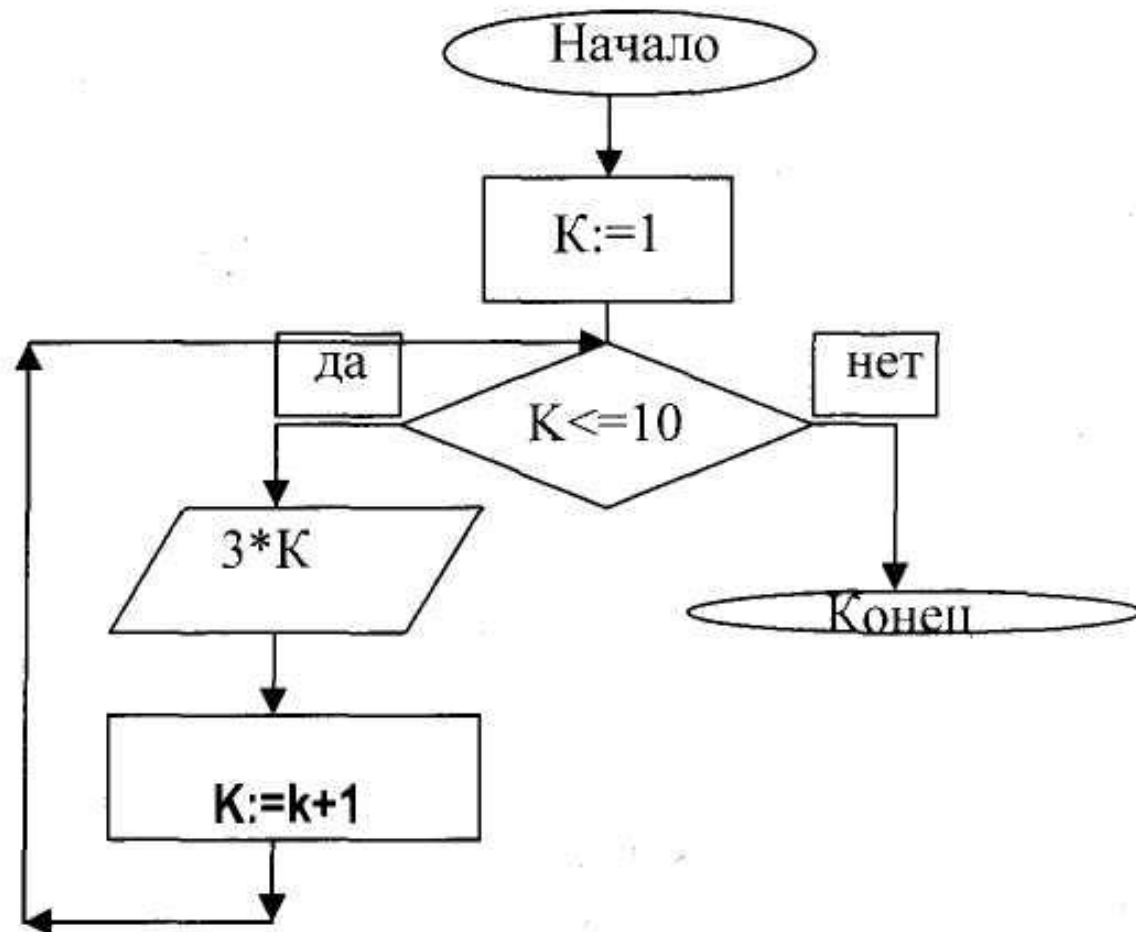 Начало
К:=1
да
нет
K<=10
3*К
Конец
K:=k+1